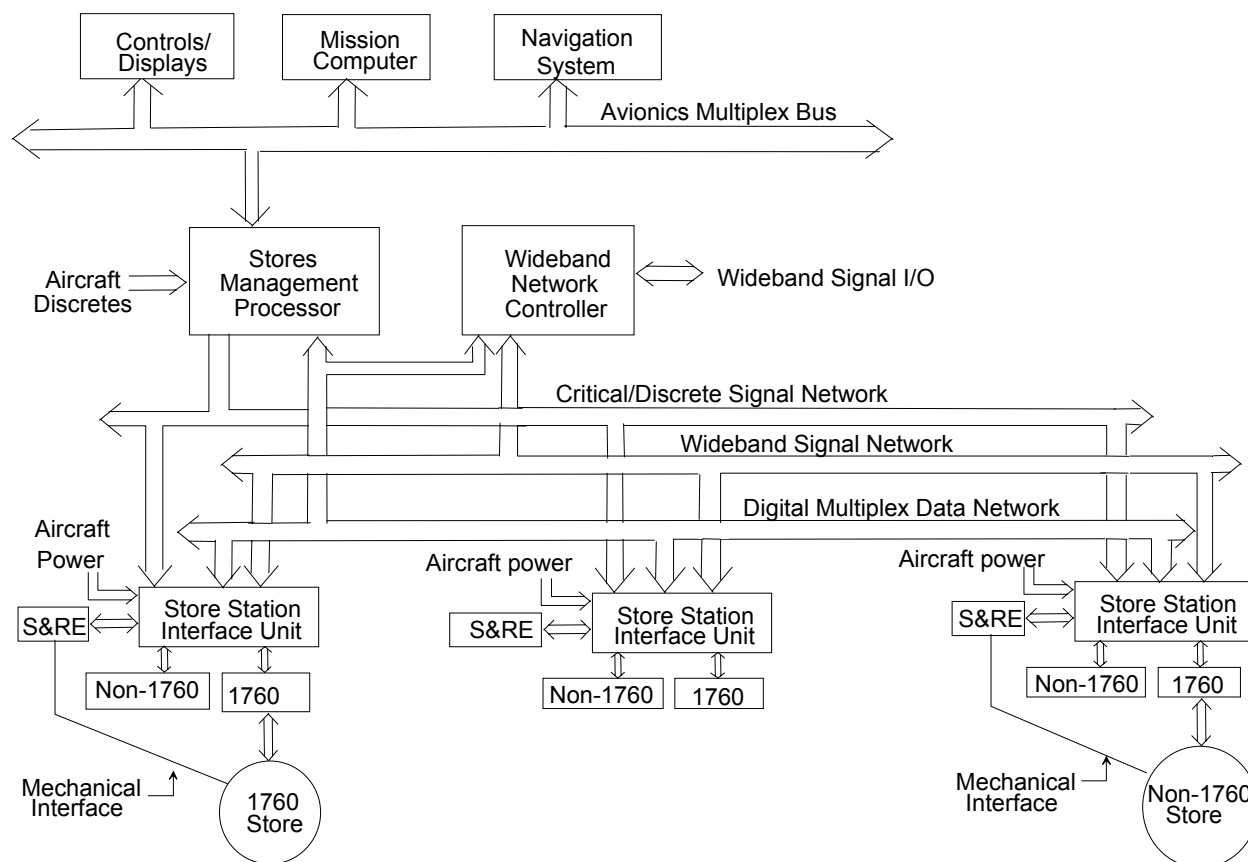 Controls/
Displays
Mission
Computer
Navigation
System
Avionics Multiplex Bus
Stores
Management
Processor
Wideband
Network
Controller
Aircraft
Discretes
Wideband Signal I/O
Critical/Discrete Signal Network
Wideband Signal Network
Digital Multiplex Data Network
Aircraft
Power
Aircraft power
Aircraft power
S&RE
Store Station
Interface Unit
S&RE
Store Station
Interface Unit
S&RE
Store Station
Interface Unit
Non-1760
1760
Non-1760
1760
Non-1760
1760
Mechanical
Interface
1760
Store
Mechanical
Interface
Non-1760
Store